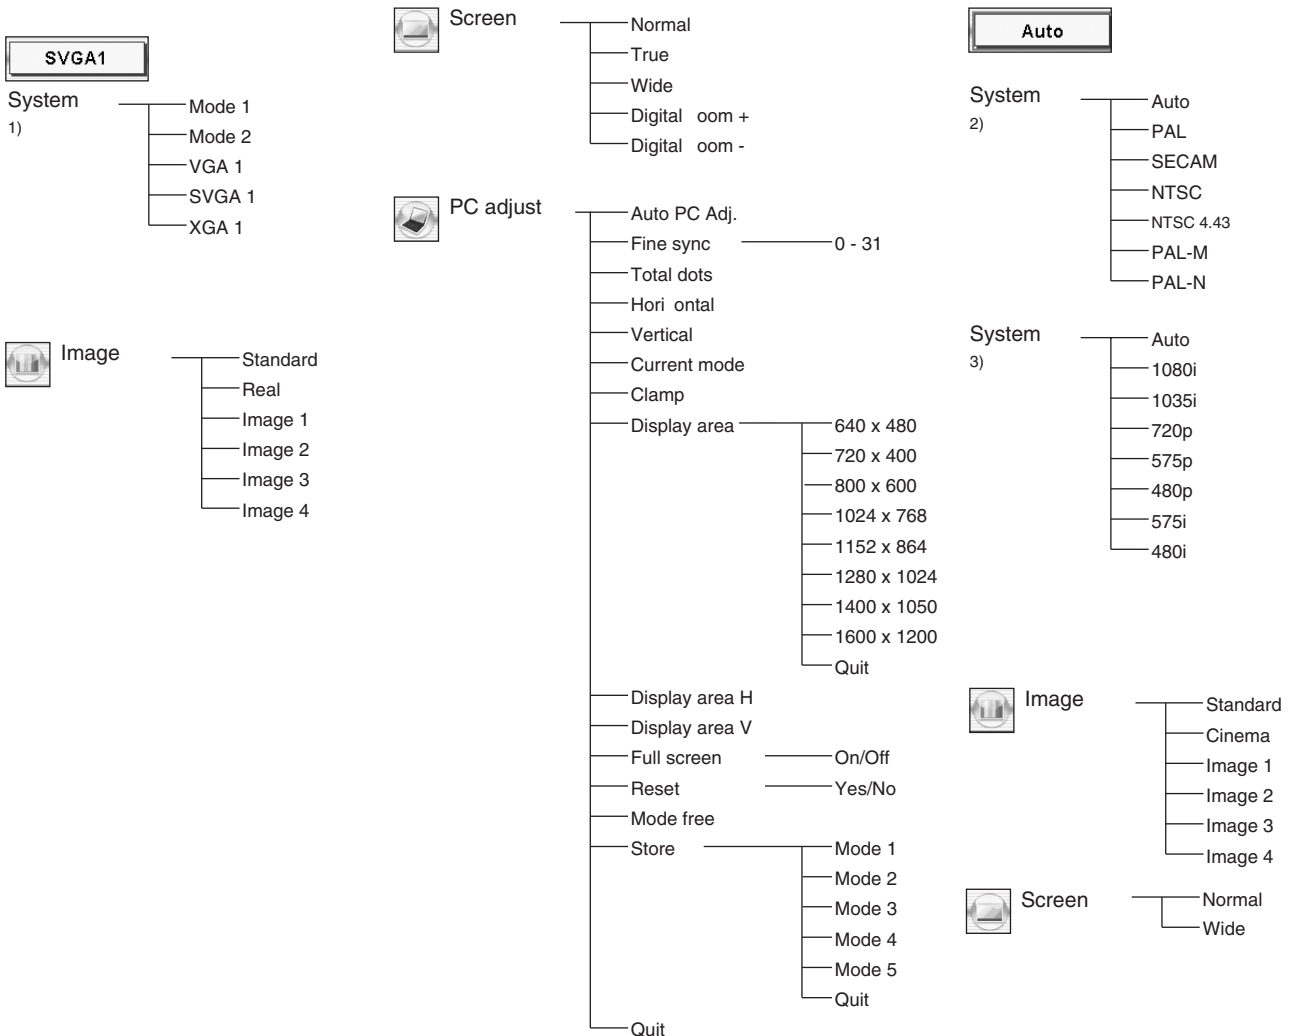 SVGA1
System
1)
Mode 1
Mode 2
VGA 1
SVGA 1
XGA 1
Image
Standard
Real
Image 1
Image 2
Image 3
Image 4
Screen
Normal
True
Wide
Digital oom +
Digital oom -
PC adjust
Auto PC Adj.
Fine sync
0 - 31
Total dots
Hori ontal
Vertical
Current mode
Clamp
Display area
640 x 480
720 x 400
800 x 600
1024 x 768
1152 x 864
1280 x 1024
1400 x 1050
1600 x 1200
Quit
Display area H
Display area V
Full screen
On/Off
Reset
Yes/No
Mode free
Store
Mode 1
Mode 2
Mode 3
Mode 4
Mode 5
Quit
Quit
Auto
System
2)
Auto
PAL
SECAM
NTSC
NTSC 4.43
PAL-M
PAL-N
System
3)
Auto
1080i
1035i
720p
575p
480p
575i
480i
Image
Standard
Cinema
Image 1
Image 2
Image 3
Image 4
Screen
Normal
Wide